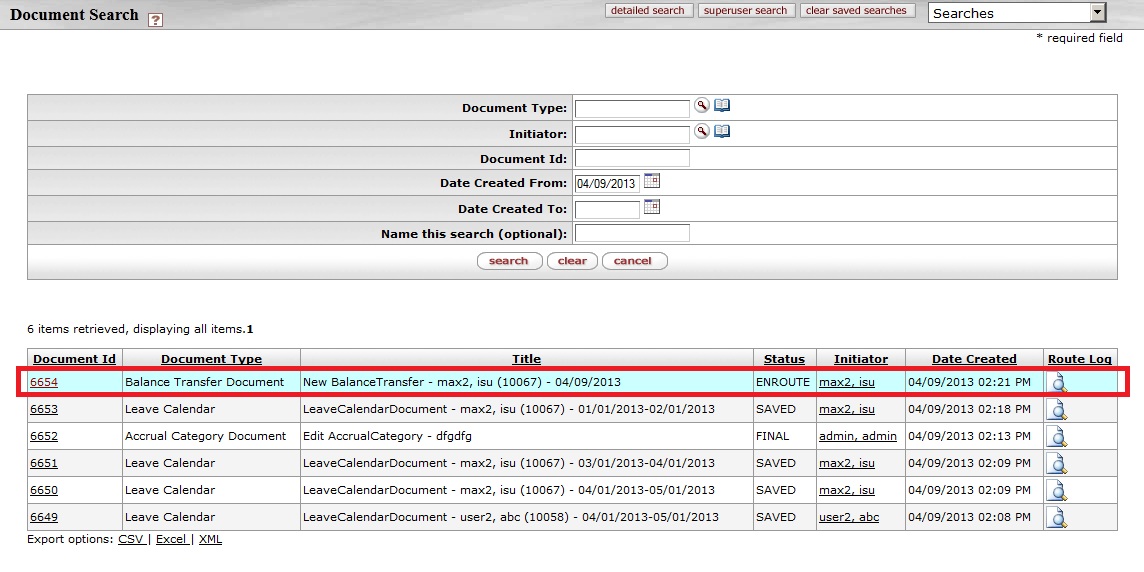 Document Search ? detailed search superuser search clear saved searches Searches
* required field
Document Type:
Initiator:
Document Id:
Date Created From: 04/09/2013
Date Created To:
Name this search (optional):
search clear cancel
6 items retrieved, displaying all items.1
Document Id Document Type Title Status Initiator Date Created Route Log
6654 Balance Transfer Document New BalanceTransfer - max2, isu (10067) - 04/09/2013 ENROUTE max2, isu 04/09/2013 02:21 PM
6653 Leave Calendar LeaveCalendarDocument - max2, isu (10067) - 01/01/2013-02/01/2013 SAVED max2, isu 04/09/2013 02:18 PM
6652 Accrual Category Document Edit AccrualCategory - dfgdfg FINAL admin, admin 04/09/2013 02:13 PM
6651 Leave Calendar LeaveCalendarDocument - max2, isu (10067) - 03/01/2013-04/01/2013 SAVED max2, isu 04/09/2013 02:09 PM
6650 Leave Calendar LeaveCalendarDocument - max2, isu (10067) - 04/01/2013-05/01/2013 SAVED max2, isu 04/09/2013 02:09 PM
6649 Leave Calendar LeaveCalendarDocument - user2, abc (10058) - 04/01/2013-05/01/2013 SAVED user2, abc 04/09/2013 02:08 PM
Export options: CSV | Excel | XML